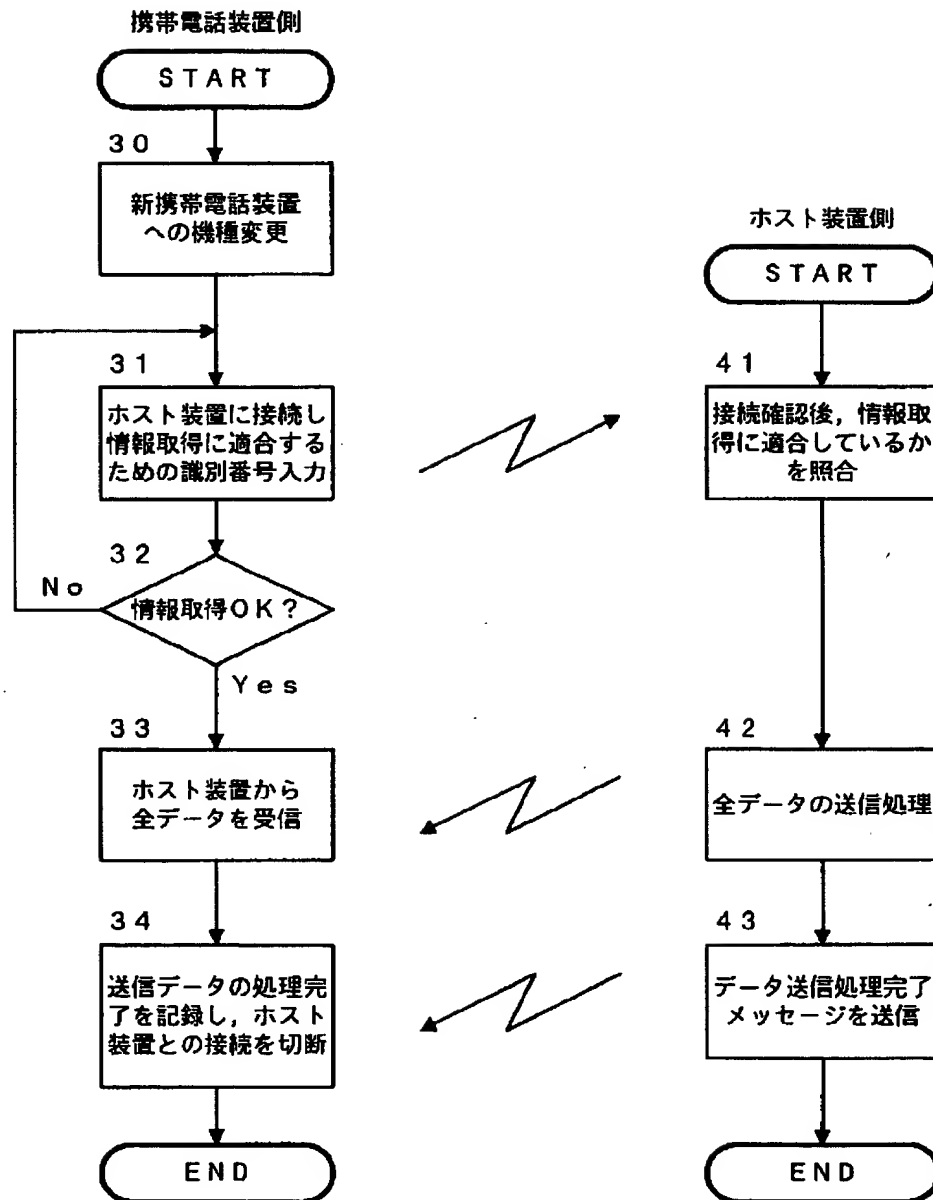 携帯電話装置側
START
30
新携帯電話装置
への機種変更
31
ホスト装置に接続し
情報取得に適合する
ための識別番号入力
32
No
情報取得OK？
Yes
33
ホスト装置から
全データを受信
34
送信データの処理完
了を記録し，ホスト
装置との接続を切断
END
ホスト装置側
START
41
接続確認後，情報取
得に適合しているか
を照合
42
全データの送信処理
43
データ送信処理完了
メッセージを送信
END